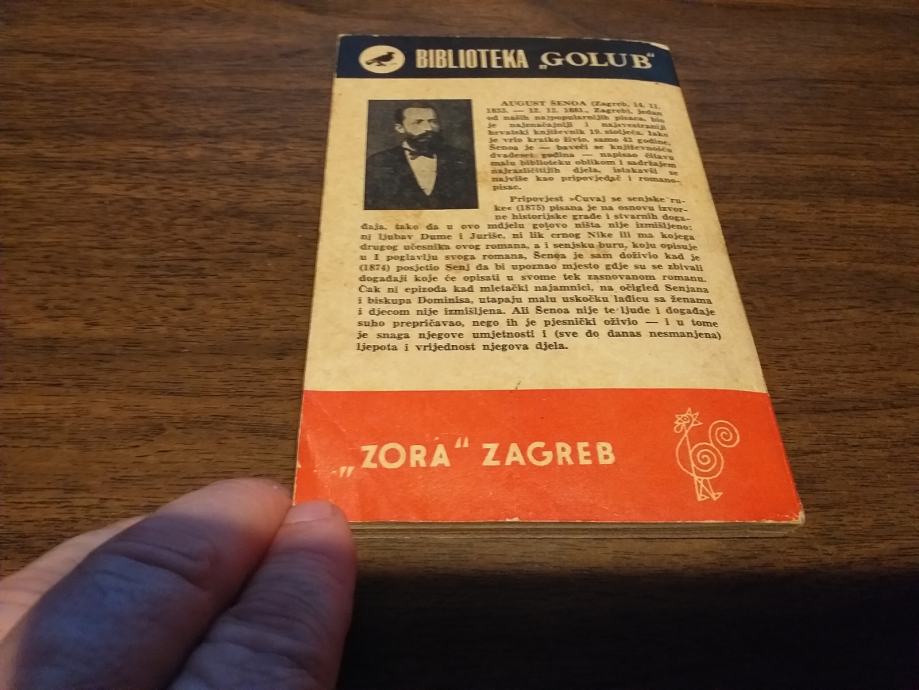 BIBLIOTEKA „GOLUB“
AUGUST ŠENOA (Zagreb, 14. 11.
1838. — 12. 12. 1881., Zagreb), jedan
od naših najpopularnijih pisaca, bio
je najznačajniji i najsvestraniji
hrvatski književnik 19. stoljeća. Iako
je vrlo kratko živio, samo 43 godine,
Šenoa je — baveći se književnošću
dvadeset godina — napisao čitavu
malu biblioteku oblikom i sadržajem
najrazličitijih djela, istakavši se
najviše kao pripovjedač i romano-
pisac.
Pripovjest »Čuvaj se senjske ru-
ke« (1875) pisana je na osnovu izvor-
ne historijske građe i stvarnih doga-
đaja, tako da u ovo mdjelu gotovo ništa nije izmišljeno:
nj ljubav Dume i Juriše, ni lik crnog Nike ili ma kojega
drugog učesnika ovog romana, a i senjsku buru, koju opisuje
u I poglavlju svoga romana, Šenoa je sam doživio kad je
(1874) posjetio Senj da bi upoznao mjesto gdje su se zbivali
događaji koje će opisati u svome tek zasnovanom romanu.
Čak ni epizoda kad mletački najamnici, na očigled Senjana
i biskupa Dominisa, utapaju malu uskočku lađicu sa ženama
i djecom nije izmišljena. Ali Šenoa nije te ljude i događaje
suho prepričavao, nego ih je pjesnički oživio — i u tome
je snaga njegove umjetnosti i (sve do danas nesmanjena)
ljepota i vrijednost njegova djela.
„ZORA“ ZAGREB